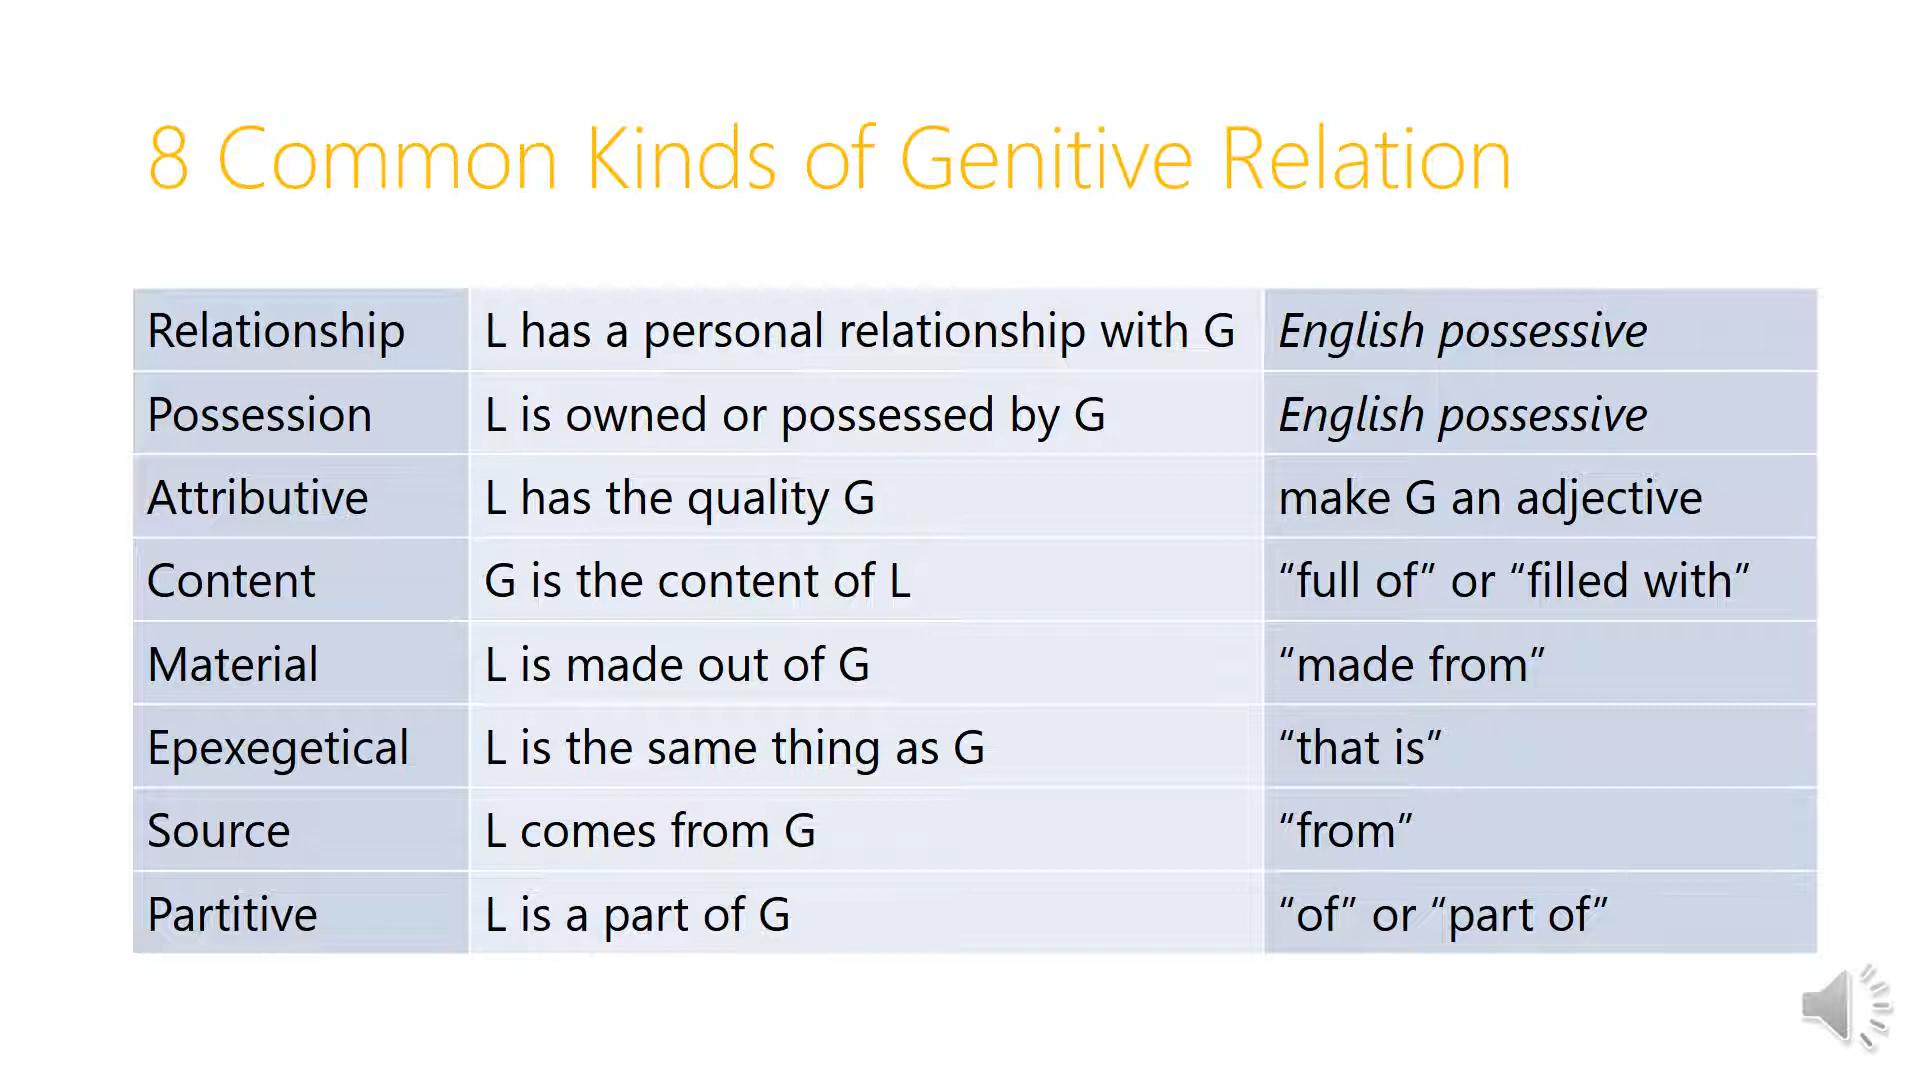 8 Common Kinds of Genitive Relation
Relationship L has a personal relationship with G English possessive
Possession L is owned or possessed by G English possessive
Attributive L has the quality G make G an adjective
Content G is the content of L “full of” or “filled with”
Material L is made out of G “made from”
Epexegetical L is the same thing as G “that is”
Source L comes from G “from”
Partitive L is a part of G “of” or “part of”